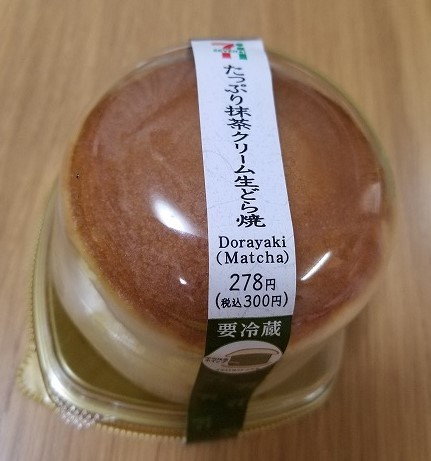 たっぷり抹茶クリーム生どら焼
Dorayaki
(Matcha)
278円
(税込300円)
要冷蔵